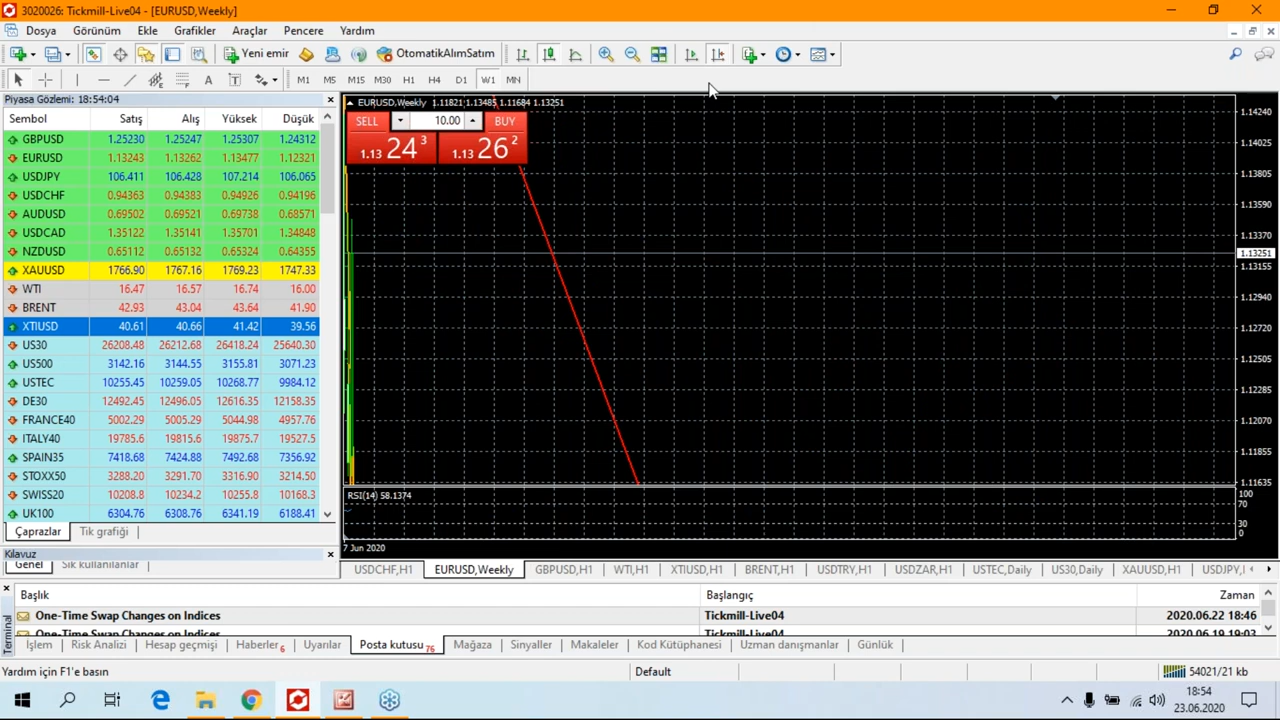 3020026: Tickmill-Live04 - [EURUSD,Weekly]
Dosya Görünüm Ekle Grafikler Araçlar Pencere Yardım
Yeni emir OtomatikAlımSatım
A T M1 M5 M15 M30 H1 H4 D1 W1 MN
Piyasa Gözlemi: 18:54:04
Sembol Satış Alış Yüksek Düşük
GBPUSD 1.25230 1.25247 1.25307 1.24312
EURUSD 1.13243 1.13262 1.13477 1.12321
USDJPY 106.411 106.428 107.214 106.065
USDCHF 0.94363 0.94383 0.94926 0.94196
AUDUSD 0.69502 0.69521 0.69738 0.68571
USDCAD 1.35122 1.35141 1.35701 1.34848
NZDUSD 0.65112 0.65132 0.65324 0.64355
XAUUSD 1766.90 1767.16 1769.23 1747.33
WTI 16.47 16.57 16.74 16.00
BRENT 42.93 43.04 43.64 41.90
XTIUSD 40.61 40.66 41.42 39.56
US30 26208.48 26212.68 26418.24 25640.30
US500 3142.16 3144.55 3155.81 3071.23
USTEC 10255.45 10259.05 10268.77 9984.12
DE30 12492.45 12496.05 12616.35 12158.35
FRANCE40 5002.29 5005.29 5044.98 4957.76
ITALY40 19785.6 19815.6 19875.7 19527.5
SPAIN35 7418.68 7424.88 7492.68 7356.92
STOXX50 3288.20 3291.70 3316.90 3214.50
SWISS20 10208.8 10234.2 10255.8 10168.3
UK100 6304.76 6308.76 6341.19 6188.41
Çaprazlar Tik grafiği
Kılavuz
Genel Sık kullanılanlar
EURUSD,Weekly 1.11821 1.13485 1.11684 1.13251
SELL 10.00 BUY
1.13 24 3 1.13 26 2
1.14240
1.14025
1.13805
1.13590
1.13370
1.13251
1.13155
1.12940
1.12720
1.12505
1.12285
1.12070
1.11855
1.11635
RSI(14) 58.1374
100
70
30
0
7 Jun 2020
USDCHF,H1 EURUSD,Weekly GBPUSD,H1 WTI,H1 XTIUSD,H1 BRENT,H1 USDTRY,H1 USDZAR,H1 USTEC,Daily US30,Daily XAUUSD,H1 USDJPY,
Terminal
Başlık Başlangıç Zaman
One-Time Swap Changes on Indices Tickmill-Live04 2020.06.22 18:46
One-Time Swap Changes on Indices Tickmill-Live04 2020.06.19 19:03
İşlem Risk Analizi Hesap geçmişi Haberler 6 Uyarılar Posta kutusu 76 Mağaza Sinyaller Makaleler Kod Kütüphanesi Uzman danışmanlar Günlük
Yardım için F1'e basın Default 54021/21 kb
18:54
23.06.2020